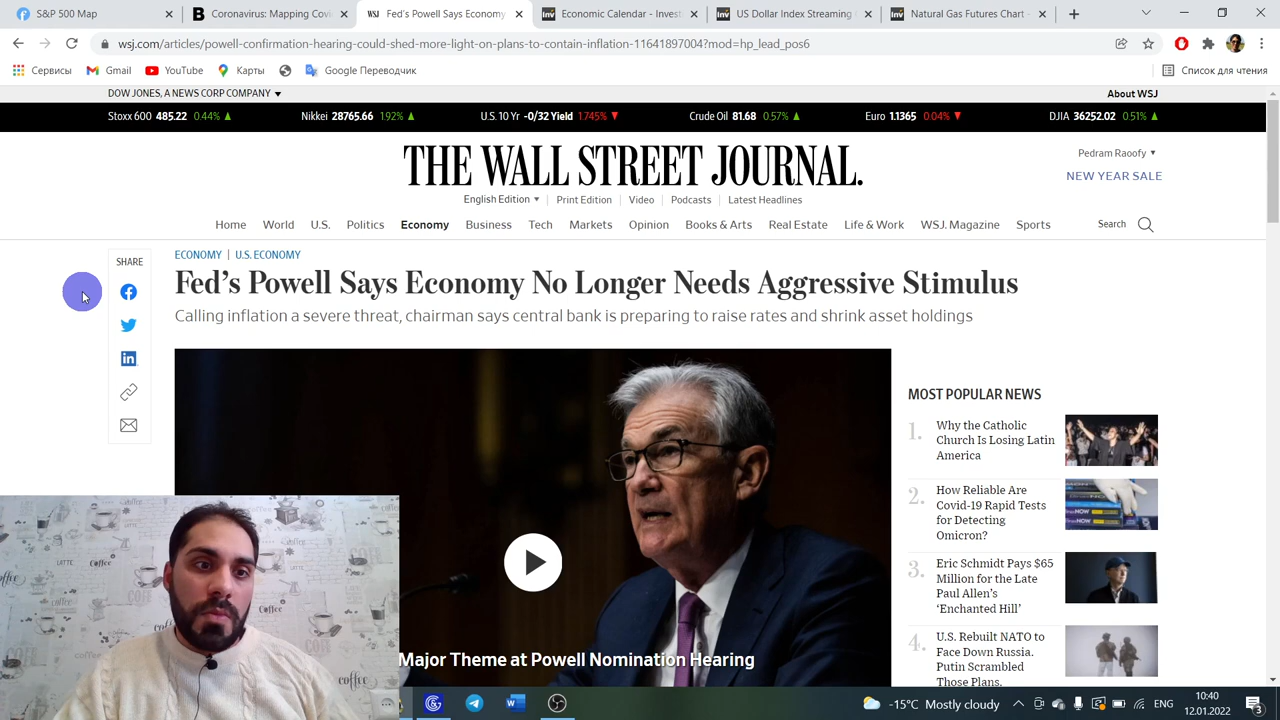 S&P 500 Map
Coronavirus: Mapping Covi
WSJ Fed's Powell Says Economy
Inv Economic Calendar - Invest
Inv US Dollar Index Streaming
Inv Natural Gas Futures Chart -
wsj.com/articles/powell-confirmation-hearing-could-shed-more-light-on-plans-to-contain-inflation-11641897004?mod=hp_lead_pos6
Сервисы Gmail YouTube Карты Google Переводчик Список для чтения
DOW JONES, A NEWS CORP COMPANY About WSJ
Stoxx 600 485.22 0.44% Nikkei 28765.66 1.92% U.S. 10 Yr -0/32 Yield 1.745% Crude Oil 81.68 0.57% Euro 1.1365 0.04% DJIA 36252.02 0.51%
THE WALL STREET JOURNAL.
Pedram Raoofy
NEW YEAR SALE
English Edition Print Edition Video Podcasts Latest Headlines
Home World U.S. Politics Economy Business Tech Markets Opinion Books & Arts Real Estate Life & Work WSJ. Magazine Sports Search
SHARE
ECONOMY | U.S. ECONOMY
Fed's Powell Says Economy No Longer Needs Aggressive Stimulus
Calling inflation a severe threat, chairman says central bank is preparing to raise rates and shrink asset holdings
Major Theme at Powell Nomination Hearing
MOST POPULAR NEWS
1. Why the Catholic
Church Is Losing Latin
America
2. How Reliable Are
Covid-19 Rapid Tests
for Detecting
Omicron?
3. Eric Schmidt Pays $65
Million for the Late
Paul Allen's
'Enchanted Hill'
4. U.S. Rebuilt NATO to
Face Down Russia.
Putin Scrambled
Those Plans.
coffee
LATTE
Coffee
coffee
-15°C Mostly cloudy
ENG
10:40
12.01.2022
3